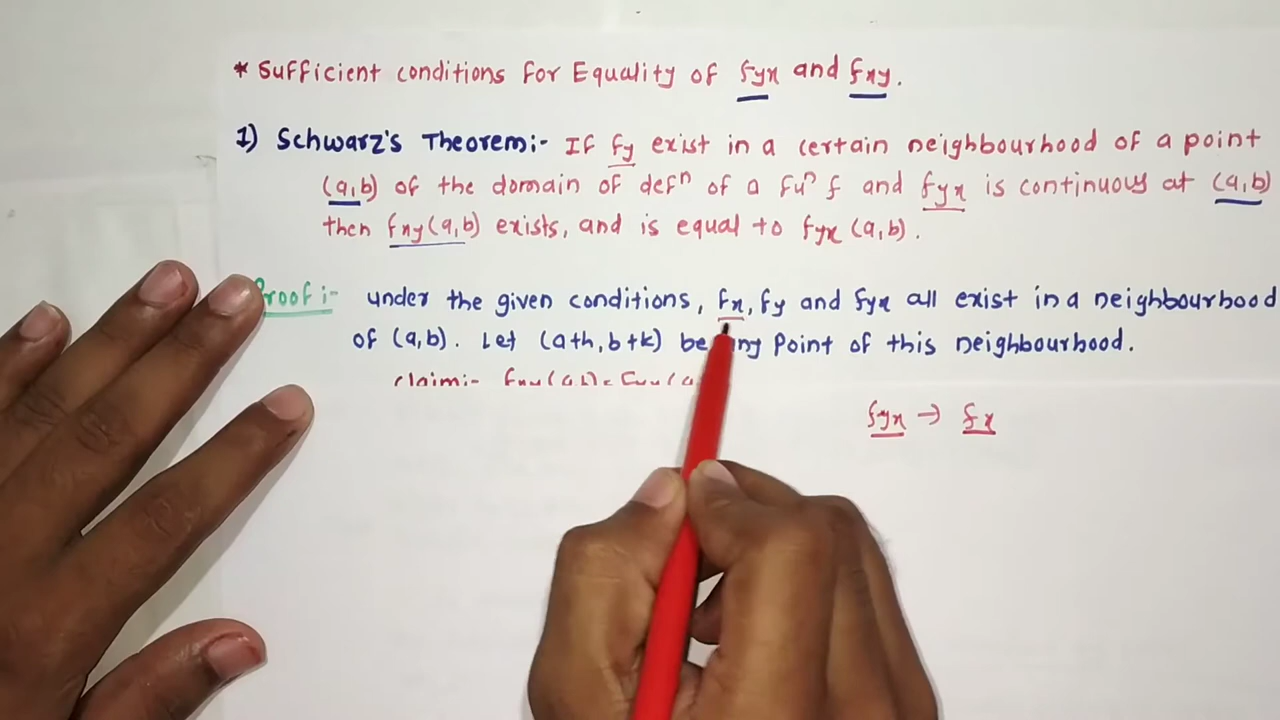 * Sufficient conditions for Equality of fyx and fxy.
1) Schwarz's Theorem:- If fy exist in a certain neighbourhood of a point
(a,b) of the domain of defⁿ of a fuⁿ f and fyx is continuous at (a,b)
then fxy(a,b) exists, and is equal to fyx (a,b).
Proof:- under the given conditions, fx, fy and fyx all exist in a neighbourhood
of (a,b). Let (a+h, b+k) be any Point of this neighbourhood.
claim:- fxy(a,b) = fyx(a
fyx → fx